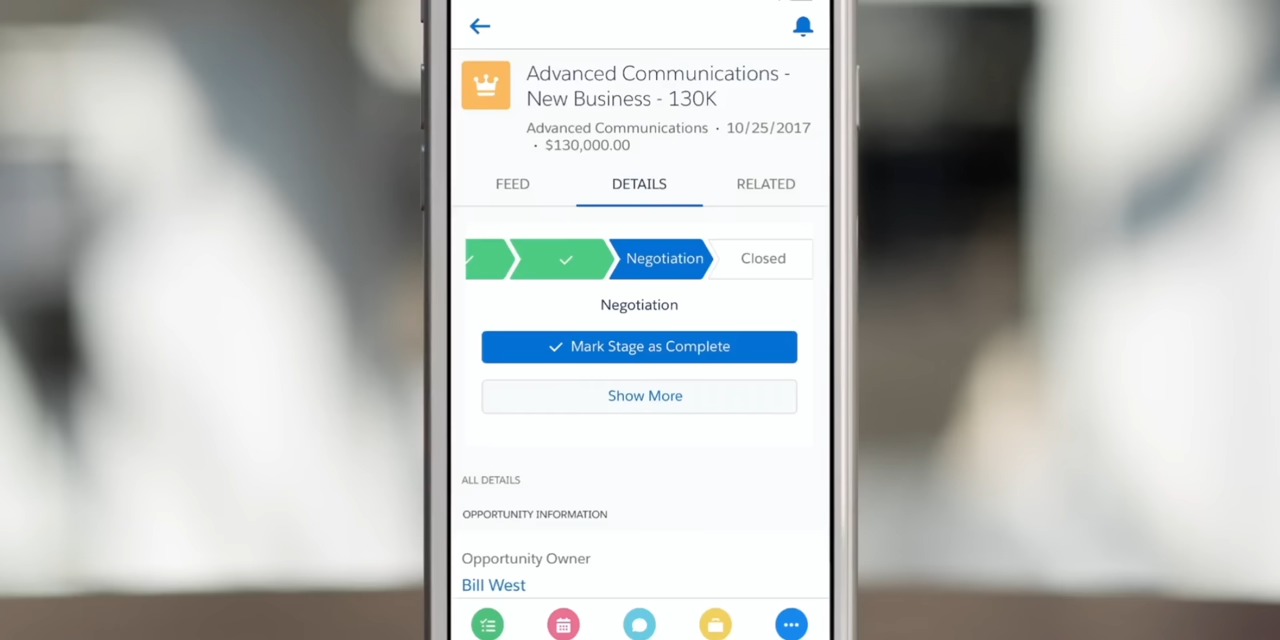 Advanced Communications -
New Business - 130K
Advanced Communications · 10/25/2017
· $130,000.00
FEED DETAILS RELATED
Negotiation Closed
Negotiation
Mark Stage as Complete
Show More
ALL DETAILS
OPPORTUNITY INFORMATION
Opportunity Owner
Bill West